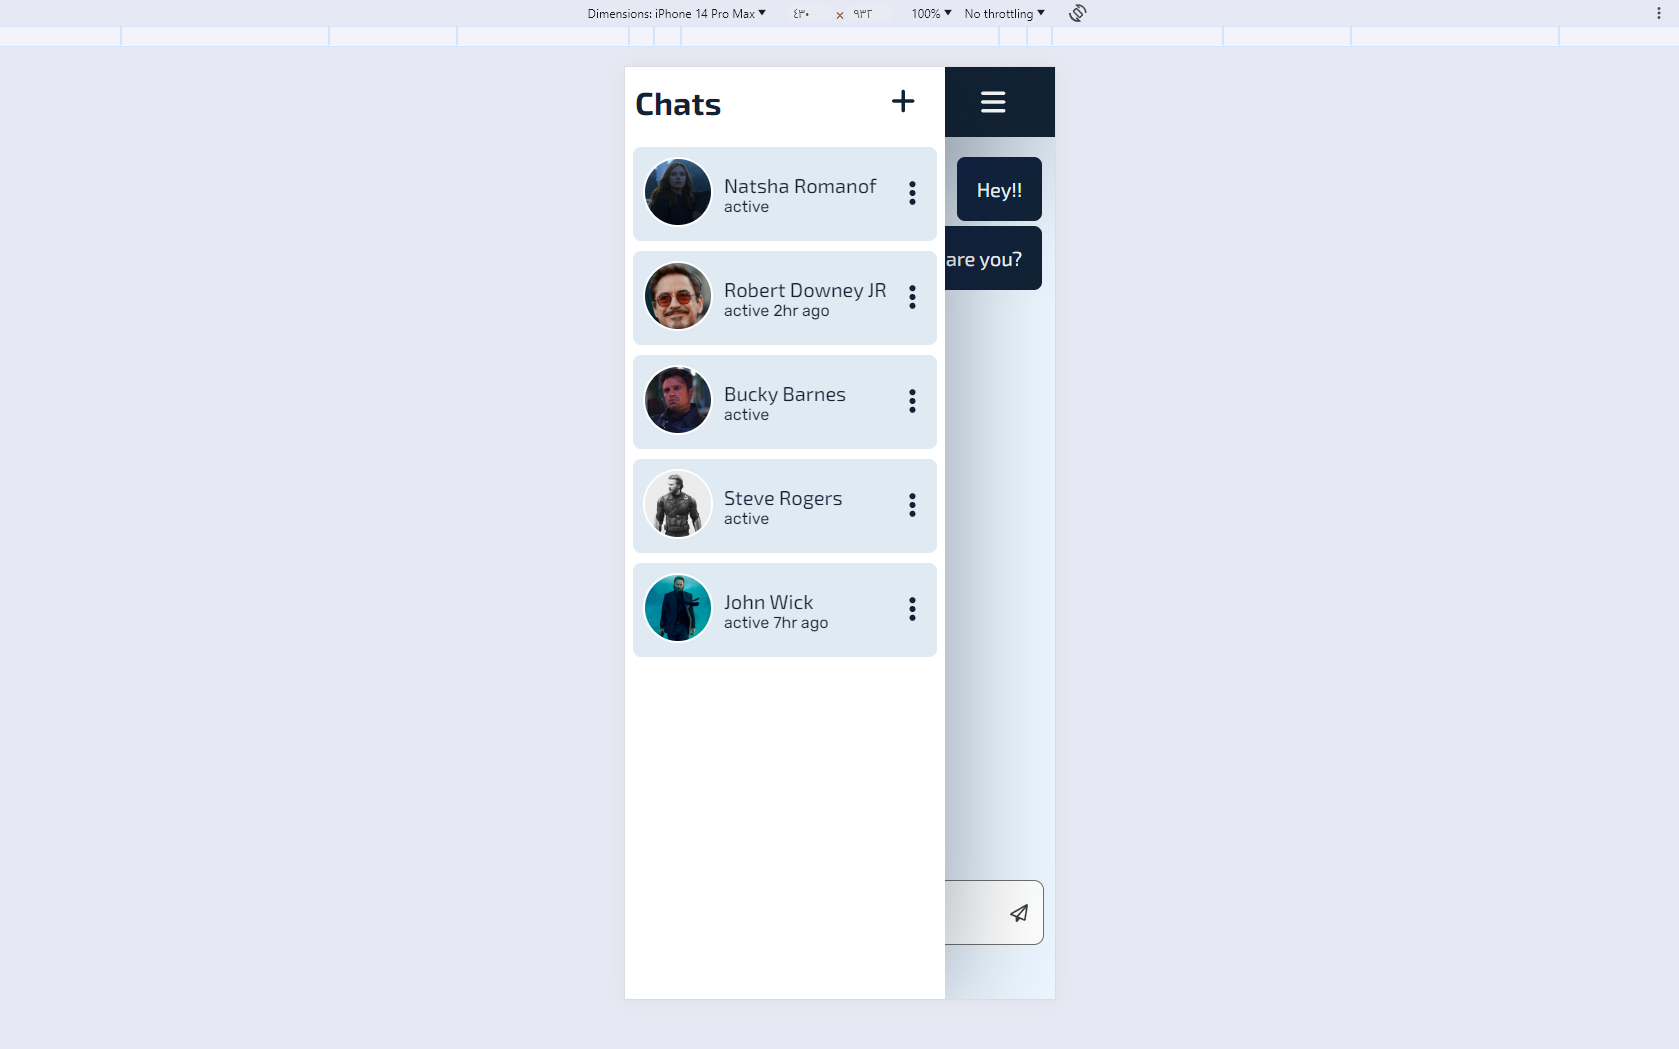 Dimensions: iPhone 14 Pro Max ٤٣٠ × ٩٣٢ 100% No throttling
Chats
Hey!!
are you?
Natsha Romanof
active
Robert Downey JR
active 2hr ago
Bucky Barnes
active
Steve Rogers
active
John Wick
active 7hr ago